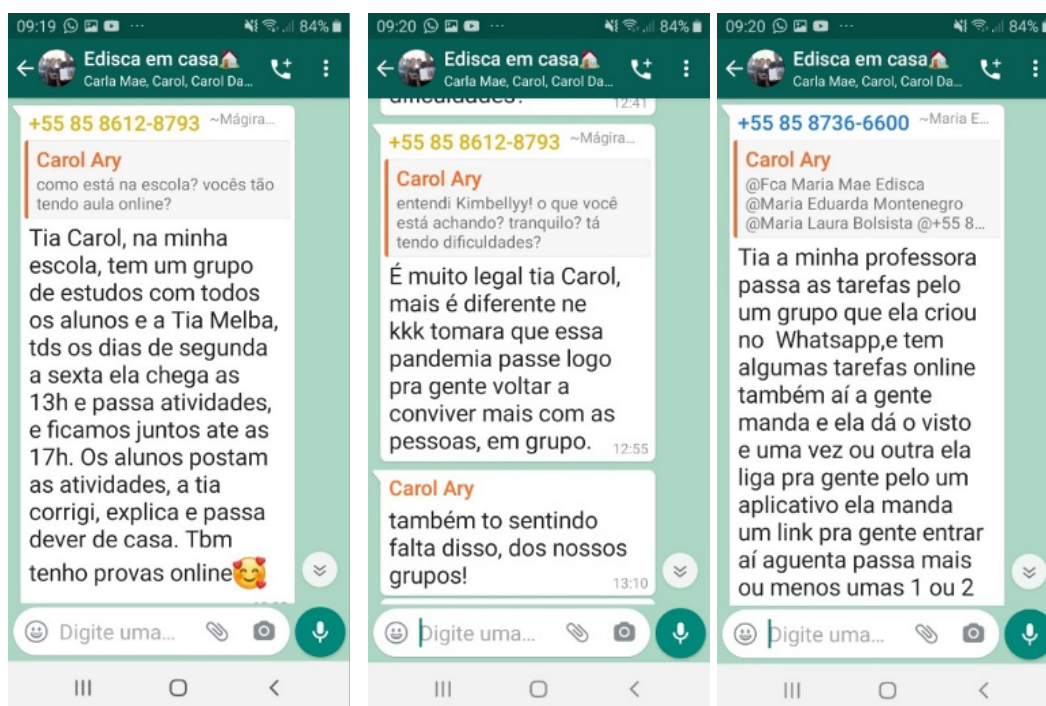 09:19 84%
Edisca em casa
Carla Mae, Carol, Carol Da...
+55 85 8612-8793 ~Mágira...
Carol Ary
como está na escola? vocês tão
tendo aula online?
Tia Carol, na minha
escola, tem um grupo
de estudos com todos
os alunos e a Tia Melba,
tds os dias de segunda
a sexta ela chega as
13h e passa atividades,
e ficamos juntos ate as
17h. Os alunos postam
as atividades, a tia
corrigi, explica e passa
dever de casa. Tbm
tenho provas online🥰
Digite uma...
09:20 84%
Edisca em casa
Carla Mae, Carol, Carol Da...
12:41
+55 85 8612-8793 ~Mágira...
Carol Ary
entendi Kimbellyy! o que você
está achando? tranquilo? tá
tendo dificuldades?
É muito legal tia Carol,
mais é diferente ne
kkk tomara que essa
pandemia passe logo
pra gente voltar a
conviver mais com as
pessoas, em grupo. 12:55
Carol Ary
também to sentindo
falta disso, dos nossos
grupos! 13:10
Digite uma...
09:20 84%
Edisca em casa
Carla Mae, Carol, Carol Da...
+55 85 8736-6600 ~Maria E...
Carol Ary
@Fca Maria Mae Edisca
@Maria Eduarda Montenegro
@Maria Laura Bolsista @+55 8...
Tia a minha professora
passa as tarefas pelo
um grupo que ela criou
no Whatsapp,e tem
algumas tarefas online
também aí a gente
manda e ela dá o visto
e uma vez ou outra ela
liga pra gente pelo um
aplicativo ela manda
um link pra gente entrar
aí aguenta passa mais
ou menos umas 1 ou 2
Digite uma...